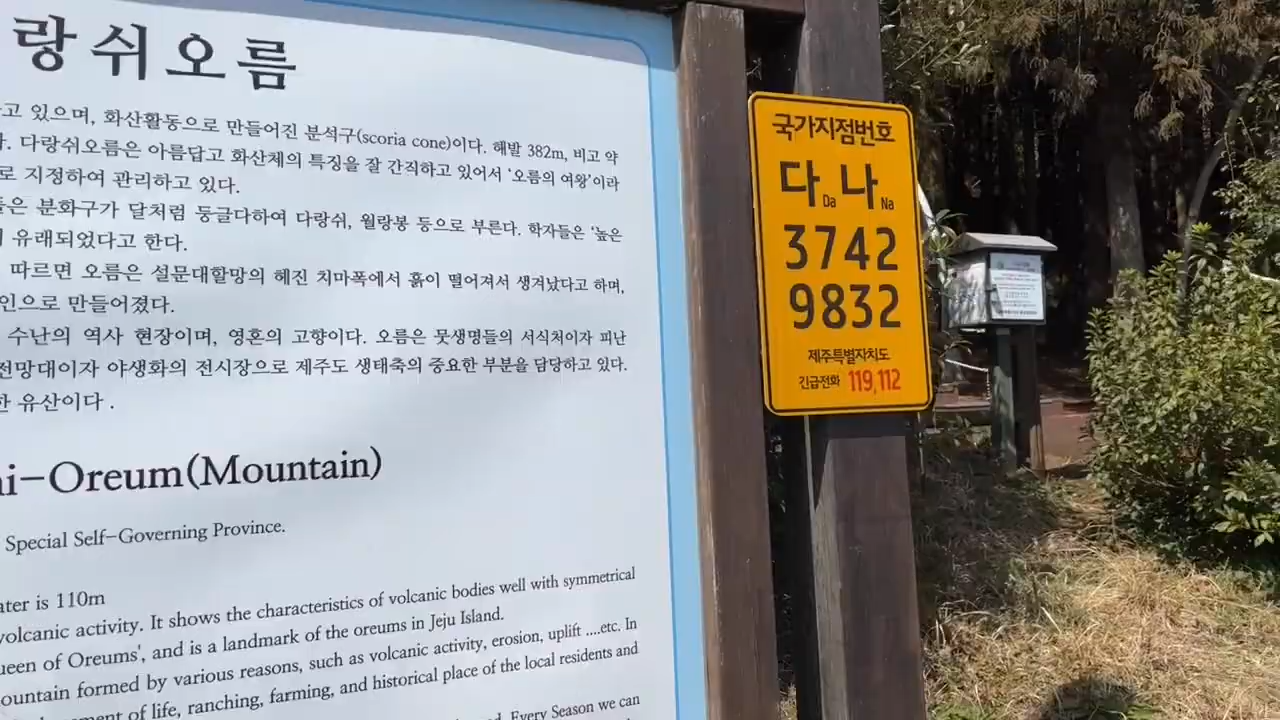 랑쉬오름
고 있으며, 화산활동으로 만들어진 분석구(scoria cone)이다. 해발 382m, 비고 약
다랑쉬오름은 아름답고 화산체의 특징을 잘 간직하고 있어서 '오름의 여왕'이라
로 지정하여 관리하고 있다.
들은 분화구가 달처럼 둥글다하여 다랑쉬, 월랑봉 등으로 부른다. 학자들은 '높은
유래되었다고 한다.
따르면 오름은 설문대할망의 헤진 치마폭에서 흙이 떨어져서 생겨났다고 하며,
인으로 만들어졌다.
수난의 역사 현장이며, 영혼의 고향이다. 오름은 뭇생명들의 서식처이자 피난
전망대이자 야생화의 전시장으로 제주도 생태축의 중요한 부분을 담당하고 있다.
한 유산이다 .
hi-Oreum(Mountain)
Special Self-Governing Province.
ater is 110m
volcanic activity. It shows the characteristics of volcanic bodies well with symmetrical
ueen of Oreums', and is a landmark of the oreums in Jeju Island.
ountain formed by various reasons, such as volcanic activity, erosion, uplift ....etc. In
ment of life, ranching, farming, and historical place of the local residents and
Every Season we can
국가지점번호
다Da 나Na
3742
9832
제주특별자치도
긴급전화 119,112